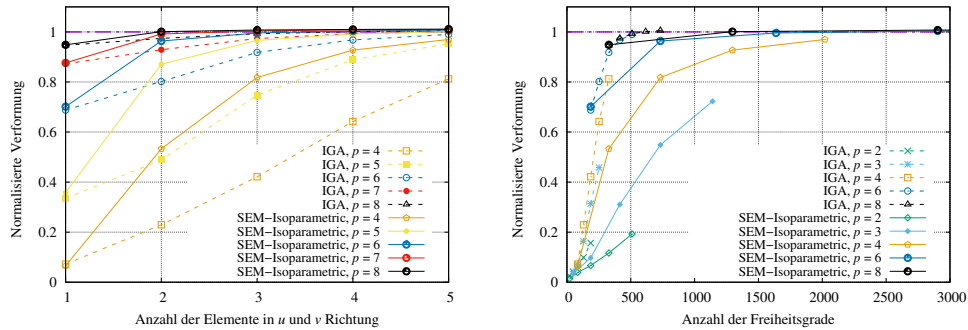 Normalisierte Verformung
1
0.8
0.6
0.4
0.2
0
IGA, p = 4
IGA, p = 5
IGA, p = 6
IGA, p = 7
IGA, p = 8
SEM−Isoparametric, p = 4
SEM−Isoparametric, p = 5
SEM−Isoparametric, p = 6
SEM−Isoparametric, p = 7
SEM−Isoparametric, p = 8
1 2 3 4 5
Anzahl der Elemente in u und v Richtung
Normalisierte Verformung
1
0.8
0.6
0.4
0.2
0
IGA, p = 2
IGA, p = 3
IGA, p = 4
IGA, p = 6
IGA, p = 8
SEM−Isoparametric, p = 2
SEM−Isoparametric, p = 3
SEM−Isoparametric, p = 4
SEM−Isoparametric, p = 6
SEM−Isoparametric, p = 8
0 500 1000 1500 2000 2500 3000
Anzahl der Freiheitsgrade